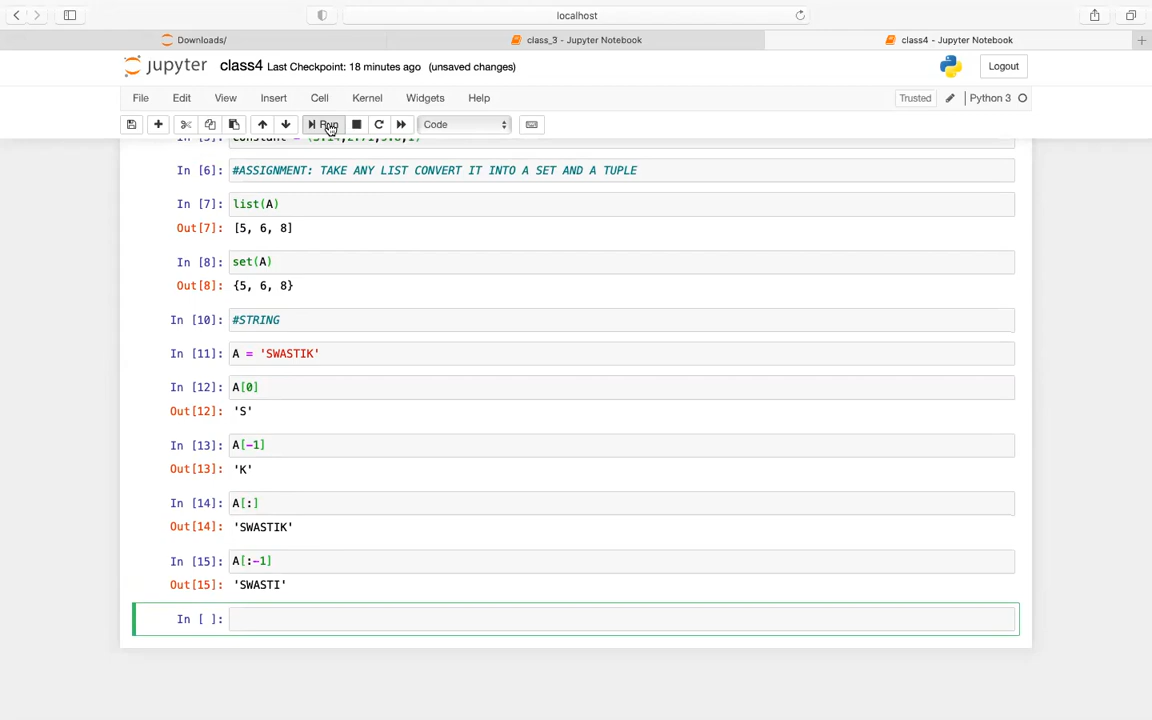 localhost
Downloads/
class_3 - Jupyter Notebook
class4 - Jupyter Notebook
jupyter class4 Last Checkpoint: 18 minutes ago (unsaved changes)
Logout
File Edit View Insert Cell Kernel Widgets Help
Trusted Python 3
Run Code
In [6]: #ASSIGNMENT: TAKE ANY LIST CONVERT IT INTO A SET AND A TUPLE
In [7]: list(A)
Out[7]: [5, 6, 8]
In [8]: set(A)
Out[8]: {5, 6, 8}
In [10]: #STRING
In [11]: A = 'SWASTIK'
In [12]: A[0]
Out[12]: 'S'
In [13]: A[-1]
Out[13]: 'K'
In [14]: A[:]
Out[14]: 'SWASTIK'
In [15]: A[:-1]
Out[15]: 'SWASTI'
In [ ]: